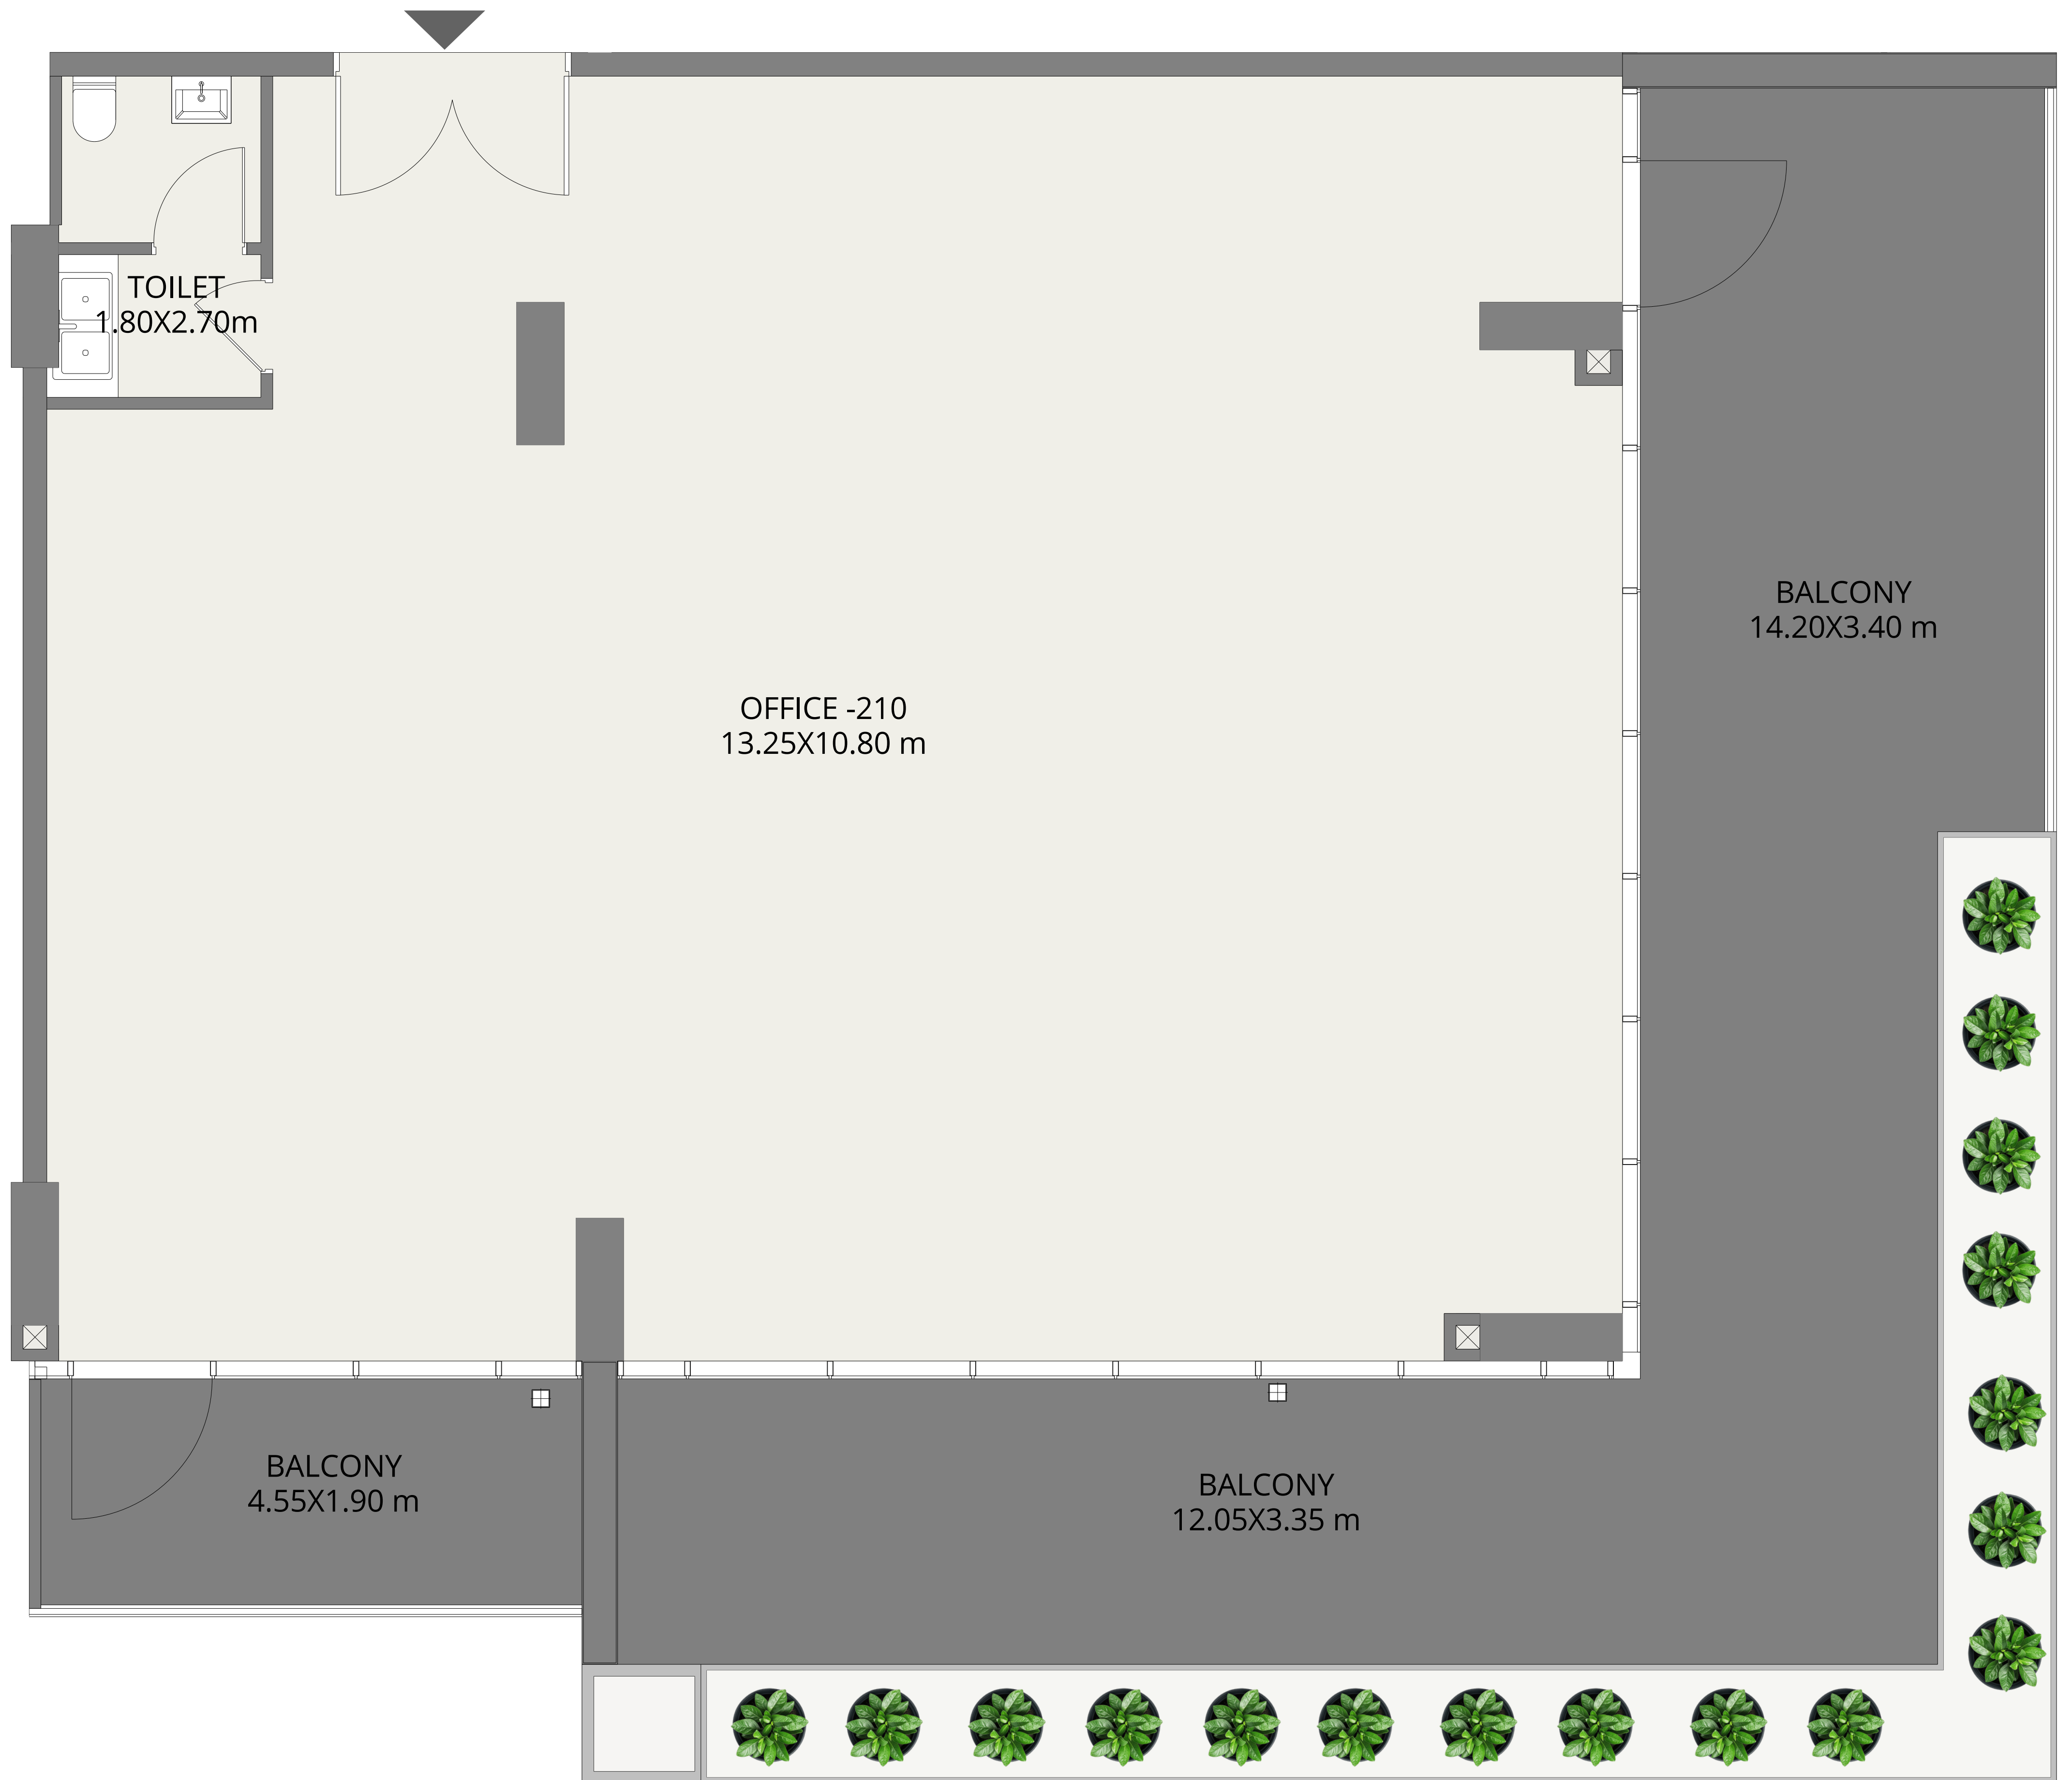 TOILET
1.80X2.70m
BALCONY
14.20X3.40 m
OFFICE -210
13.25X10.80 m
BALCONY
4.55X1.90 m
BALCONY
12.05X3.35 m